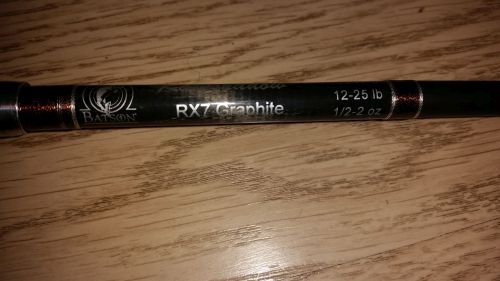 BATSON
RX7 Graphite
12-25 lb
1/2-2 oz